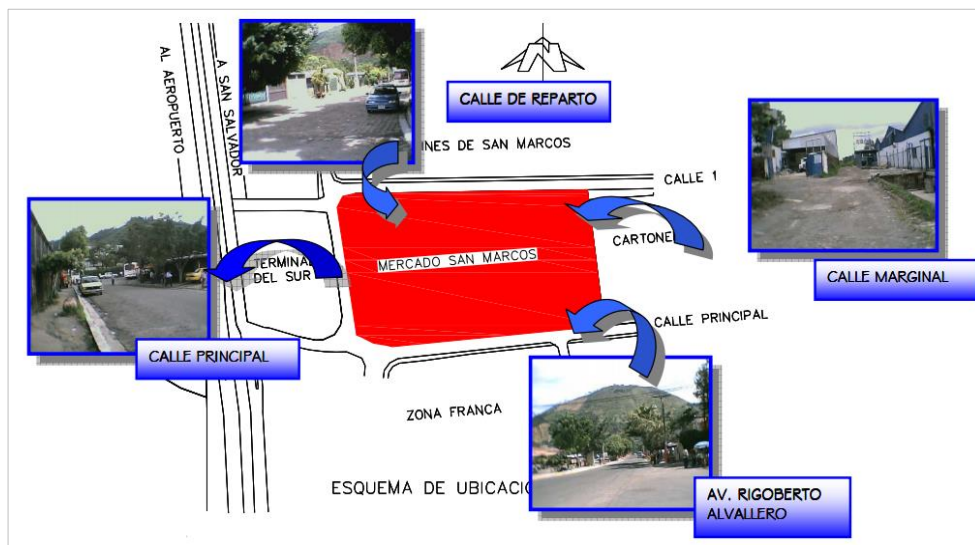 AL AEROPUERTO
A SAN SALVADOR
CALLE DE REPARTO
INES DE SAN MARCOS
CALLE 1
CARTONE
MERCADO SAN MARCOS
TERMINA
DEL SUR
CALLE MARGINAL
CALLE PRINCIPAL
CALLE PRINCIPAL
ZONA FRANCA
ESQUEMA DE UBICACIO
AV. RIGOBERTO
ALVALLERO